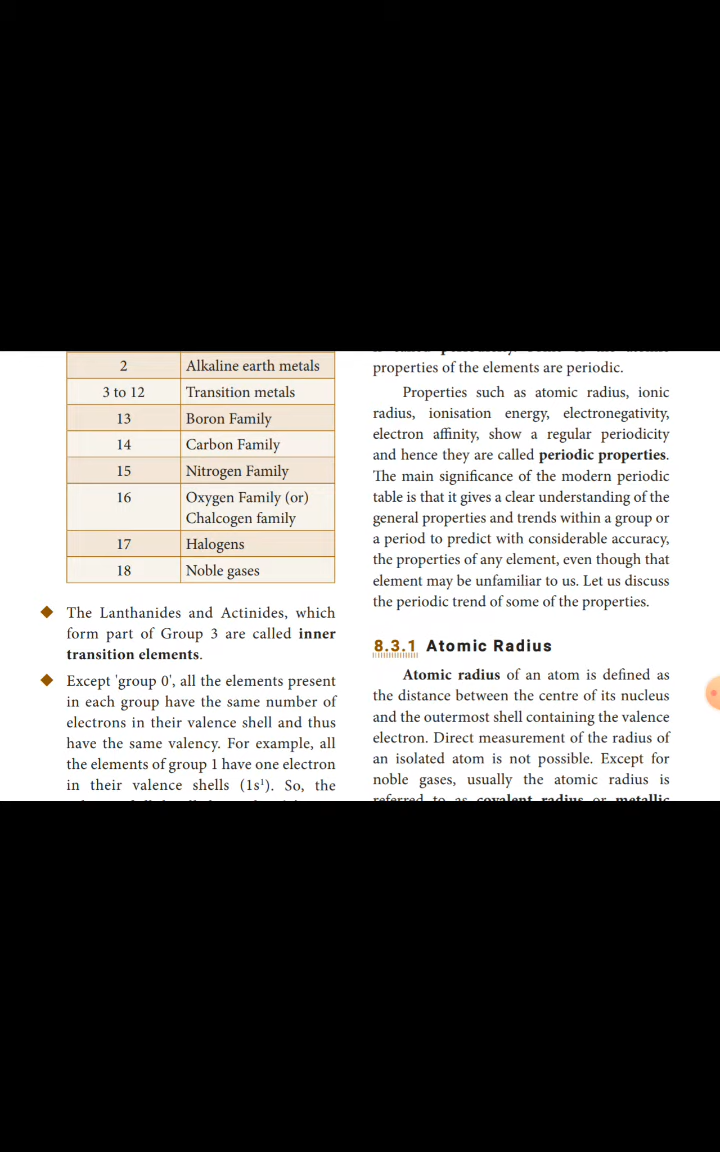 2 Alkaline earth metals
3 to 12 Transition metals
13 Boron Family
14 Carbon Family
15 Nitrogen Family
16 Oxygen Family (or)
Chalcogen family
17 Halogens
18 Noble gases
◆ The Lanthanides and Actinides, which
form part of Group 3 are called inner
transition elements.
◆ Except 'group 0', all the elements present
in each group have the same number of
electrons in their valence shell and thus
have the same valency. For example, all
the elements of group 1 have one electron
in their valence shells (1s¹). So, the
properties of the elements are periodic.
Properties such as atomic radius, ionic
radius, ionisation energy, electronegativity,
electron affinity, show a regular periodicity
and hence they are called periodic properties.
The main significance of the modern periodic
table is that it gives a clear understanding of the
general properties and trends within a group or
a period to predict with considerable accuracy,
the properties of any element, even though that
element may be unfamiliar to us. Let us discuss
the periodic trend of some of the properties.
8.3.1 Atomic Radius
Atomic radius of an atom is defined as
the distance between the centre of its nucleus
and the outermost shell containing the valence
electron. Direct measurement of the radius of
an isolated atom is not possible. Except for
noble gases, usually the atomic radius is
referred to as covalent radius or metallic